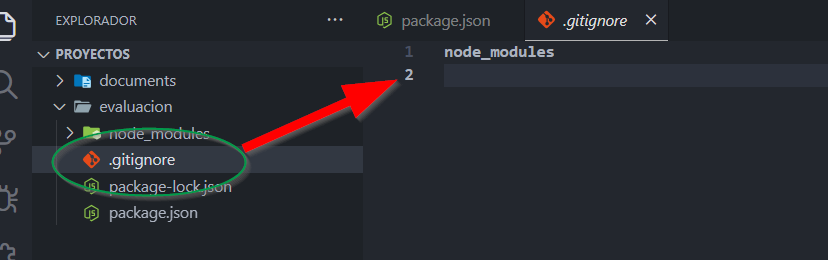 EXPLORADOR
PROYECTOS
documents
evaluacion
node_modules
.gitignore
package-lock.json
package.json
package.json
.gitignore
1 node_modules
2